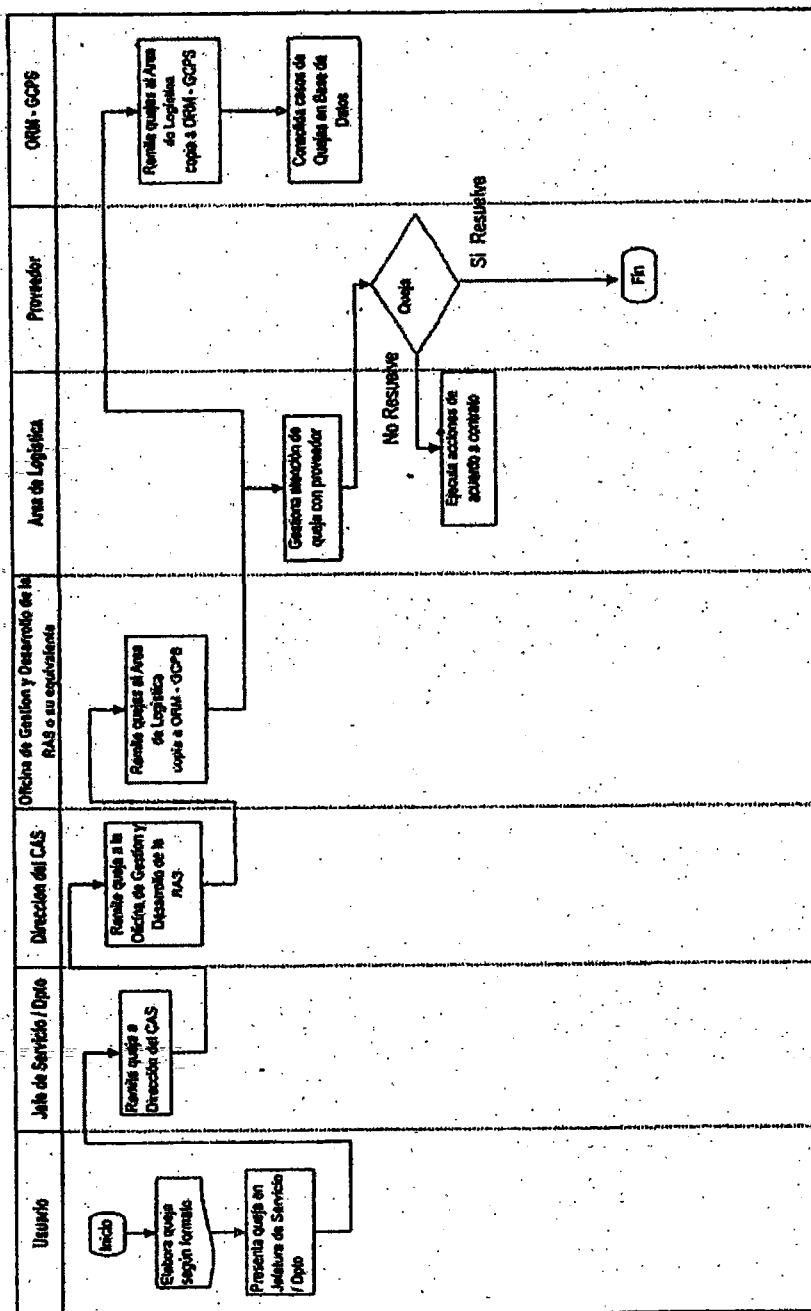 Usuario
Jefe de Servicio / Dpto
Dirección del CAS
Oficina de Gestion y Desarrollo de la
RAS o su equivalente
Area de Logística
Proveedor
ORM - GCPS
Inicio
Elabora queja
según formato
Presenta queja en
Jefatura de Servicio
/ Dpto
Remite queja a
Dirección del CAS
Remite queja a la
Oficina de Gestion y
Desarrollo de la
RAS
Remite quejas al Area
de Logística
copia a ORM - GCPS
Gestiona atención de
queja con proveedor
No Resuelve
Ejecuta acciones de
acuerdo a contrato
Queja
Si Resuelve
Fin
Remite quejas al Area
de Logística
copia a ORM - GCPS
Consolida casos de
Quejas en Base de
Datos